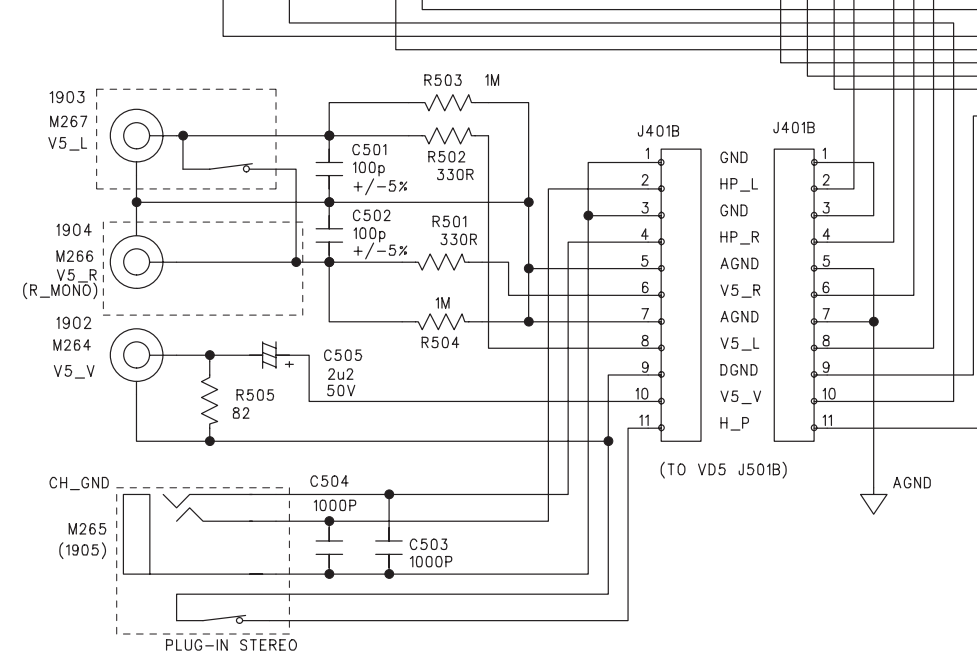 R503 1M
1903
M267
V5_L
C501
100p
+/-5%
R502
330R
C502
100p
+/-5%
R501
330R
1904
M266
V5_R
(R_MONO)
1M
R504
1902
M264
V5_V
C505
2u2
50V
+
R505
82
J401B
1
2
3
4
5
6
7
8
9
10
11
GND
HP_L
GND
HP_R
AGND
V5_R
AGND
V5_L
DGND
V5_V
H_P
J401B
1
2
3
4
5
6
7
8
9
10
11
(TO VD5 J501B)
AGND
CH_GND
M265
(1905)
C504
1000P
C503
1000P
PLUG-IN STEREO